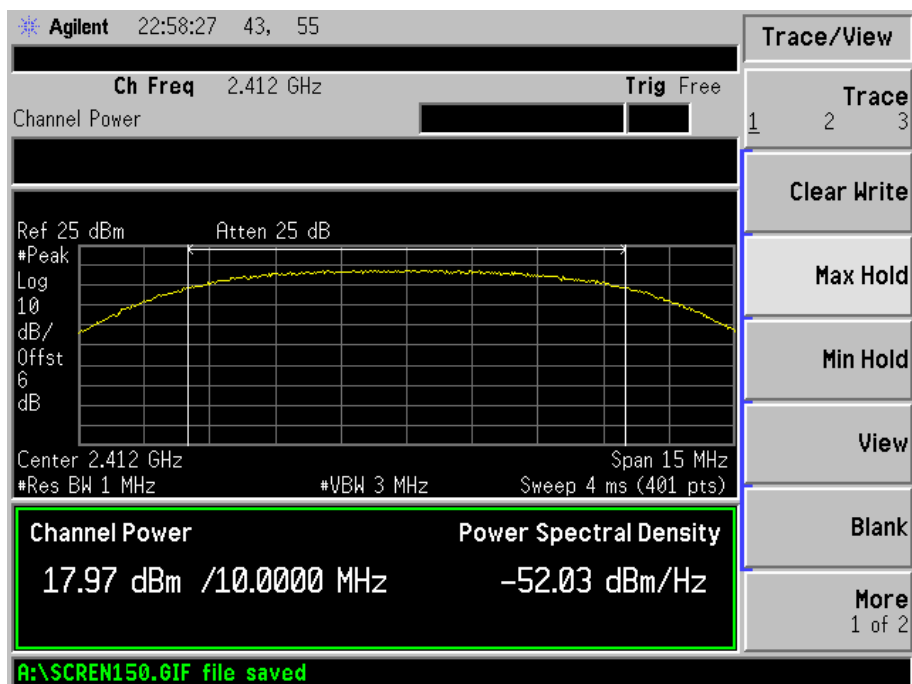 Agilent 22:58:27 43, 55
Trace/View
Ch Freq 2.412 GHz Trig Free
Channel Power
Trace
1 2 3
Clear Write
Max Hold
Min Hold
View
Blank
More
1 of 2
Ref 25 dBm Atten 25 dB
#Peak
Log
10
dB/
Offst
6
dB
Center 2.412 GHz Span 15 MHz
#Res BW 1 MHz #VBW 3 MHz Sweep 4 ms (401 pts)
Channel Power Power Spectral Density
17.97 dBm /10.0000 MHz -52.03 dBm/Hz
A:\SCREN150.GIF file saved